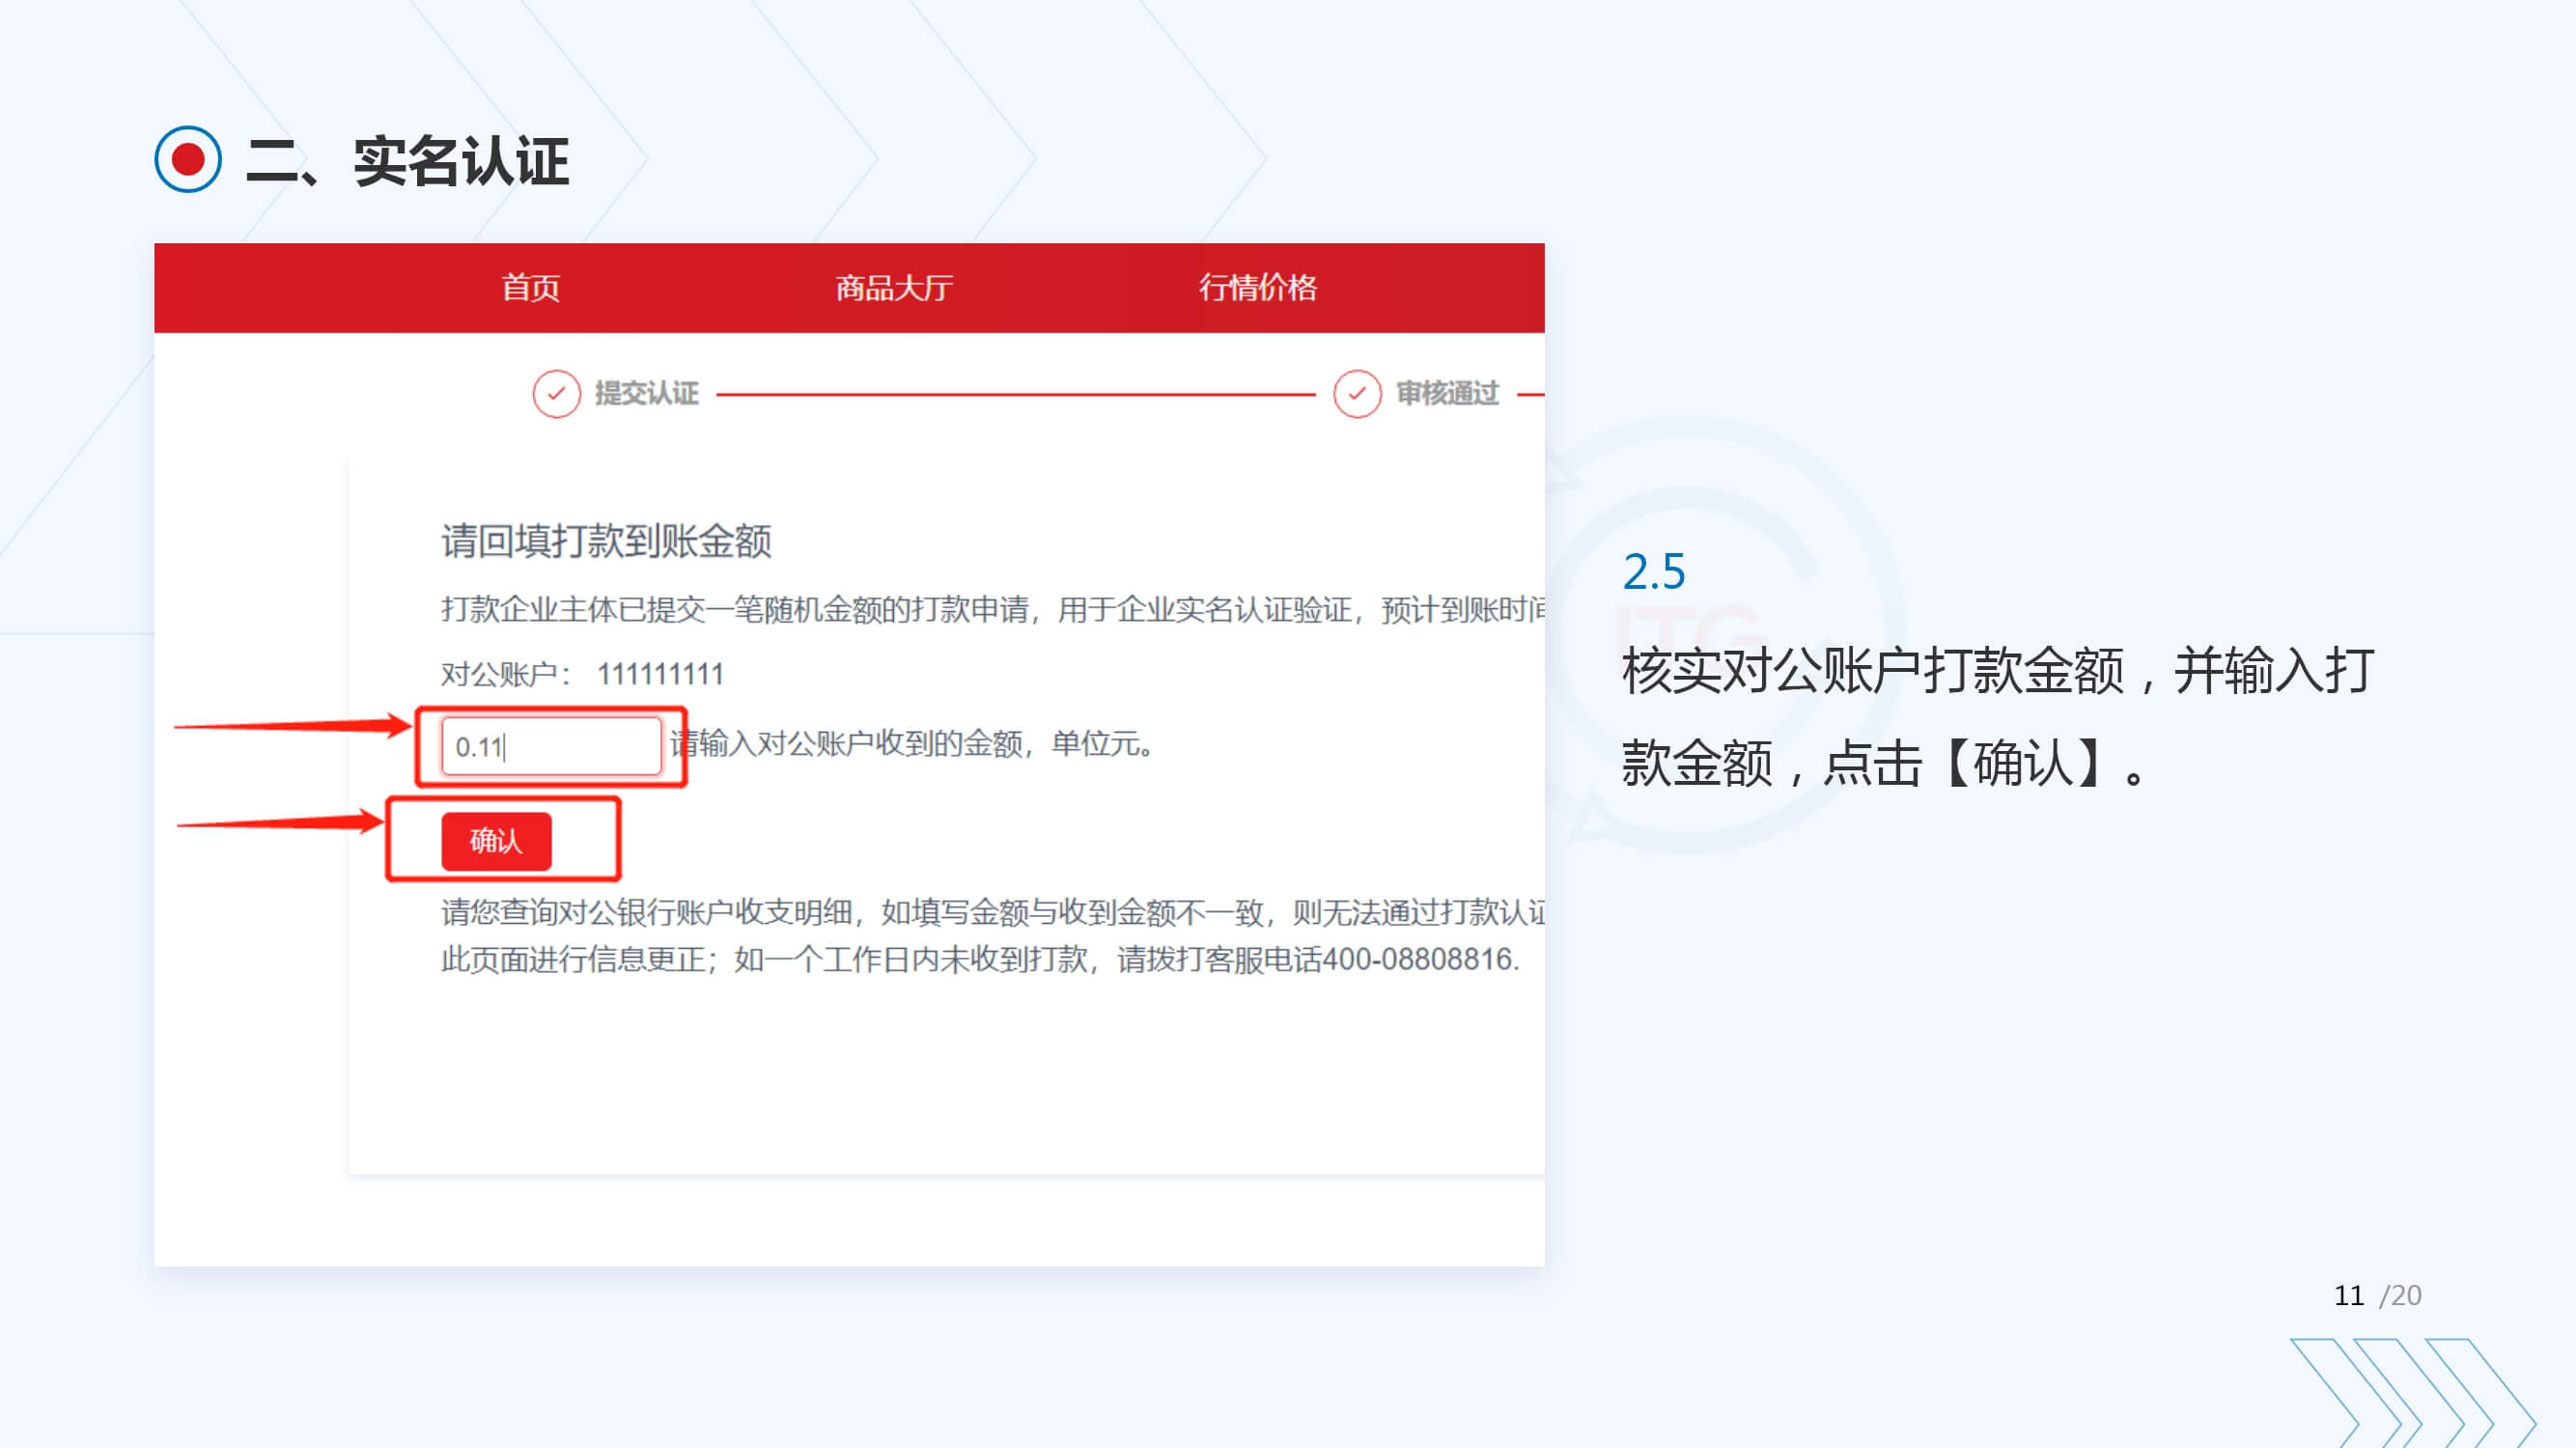 二、实名认证
首页 商品大厅 行情价格
提交认证 审核通过
请回填打款到账金额
打款企业主体已提交一笔随机金额的打款申请，用于企业实名认证验证，预计到账时间
对公账户： 111111111
0.11 请输入对公账户收到的金额，单位元。
确认
请您查询对公银行账户收支明细，如填写金额与收到金额不一致，则无法通过打款认证
此页面进行信息更正；如一个工作日内未收到打款，请拨打客服电话400-08808816.
2.5
ITG
核实对公账户打款金额，并输入打
款金额，点击【确认】。
11 /20